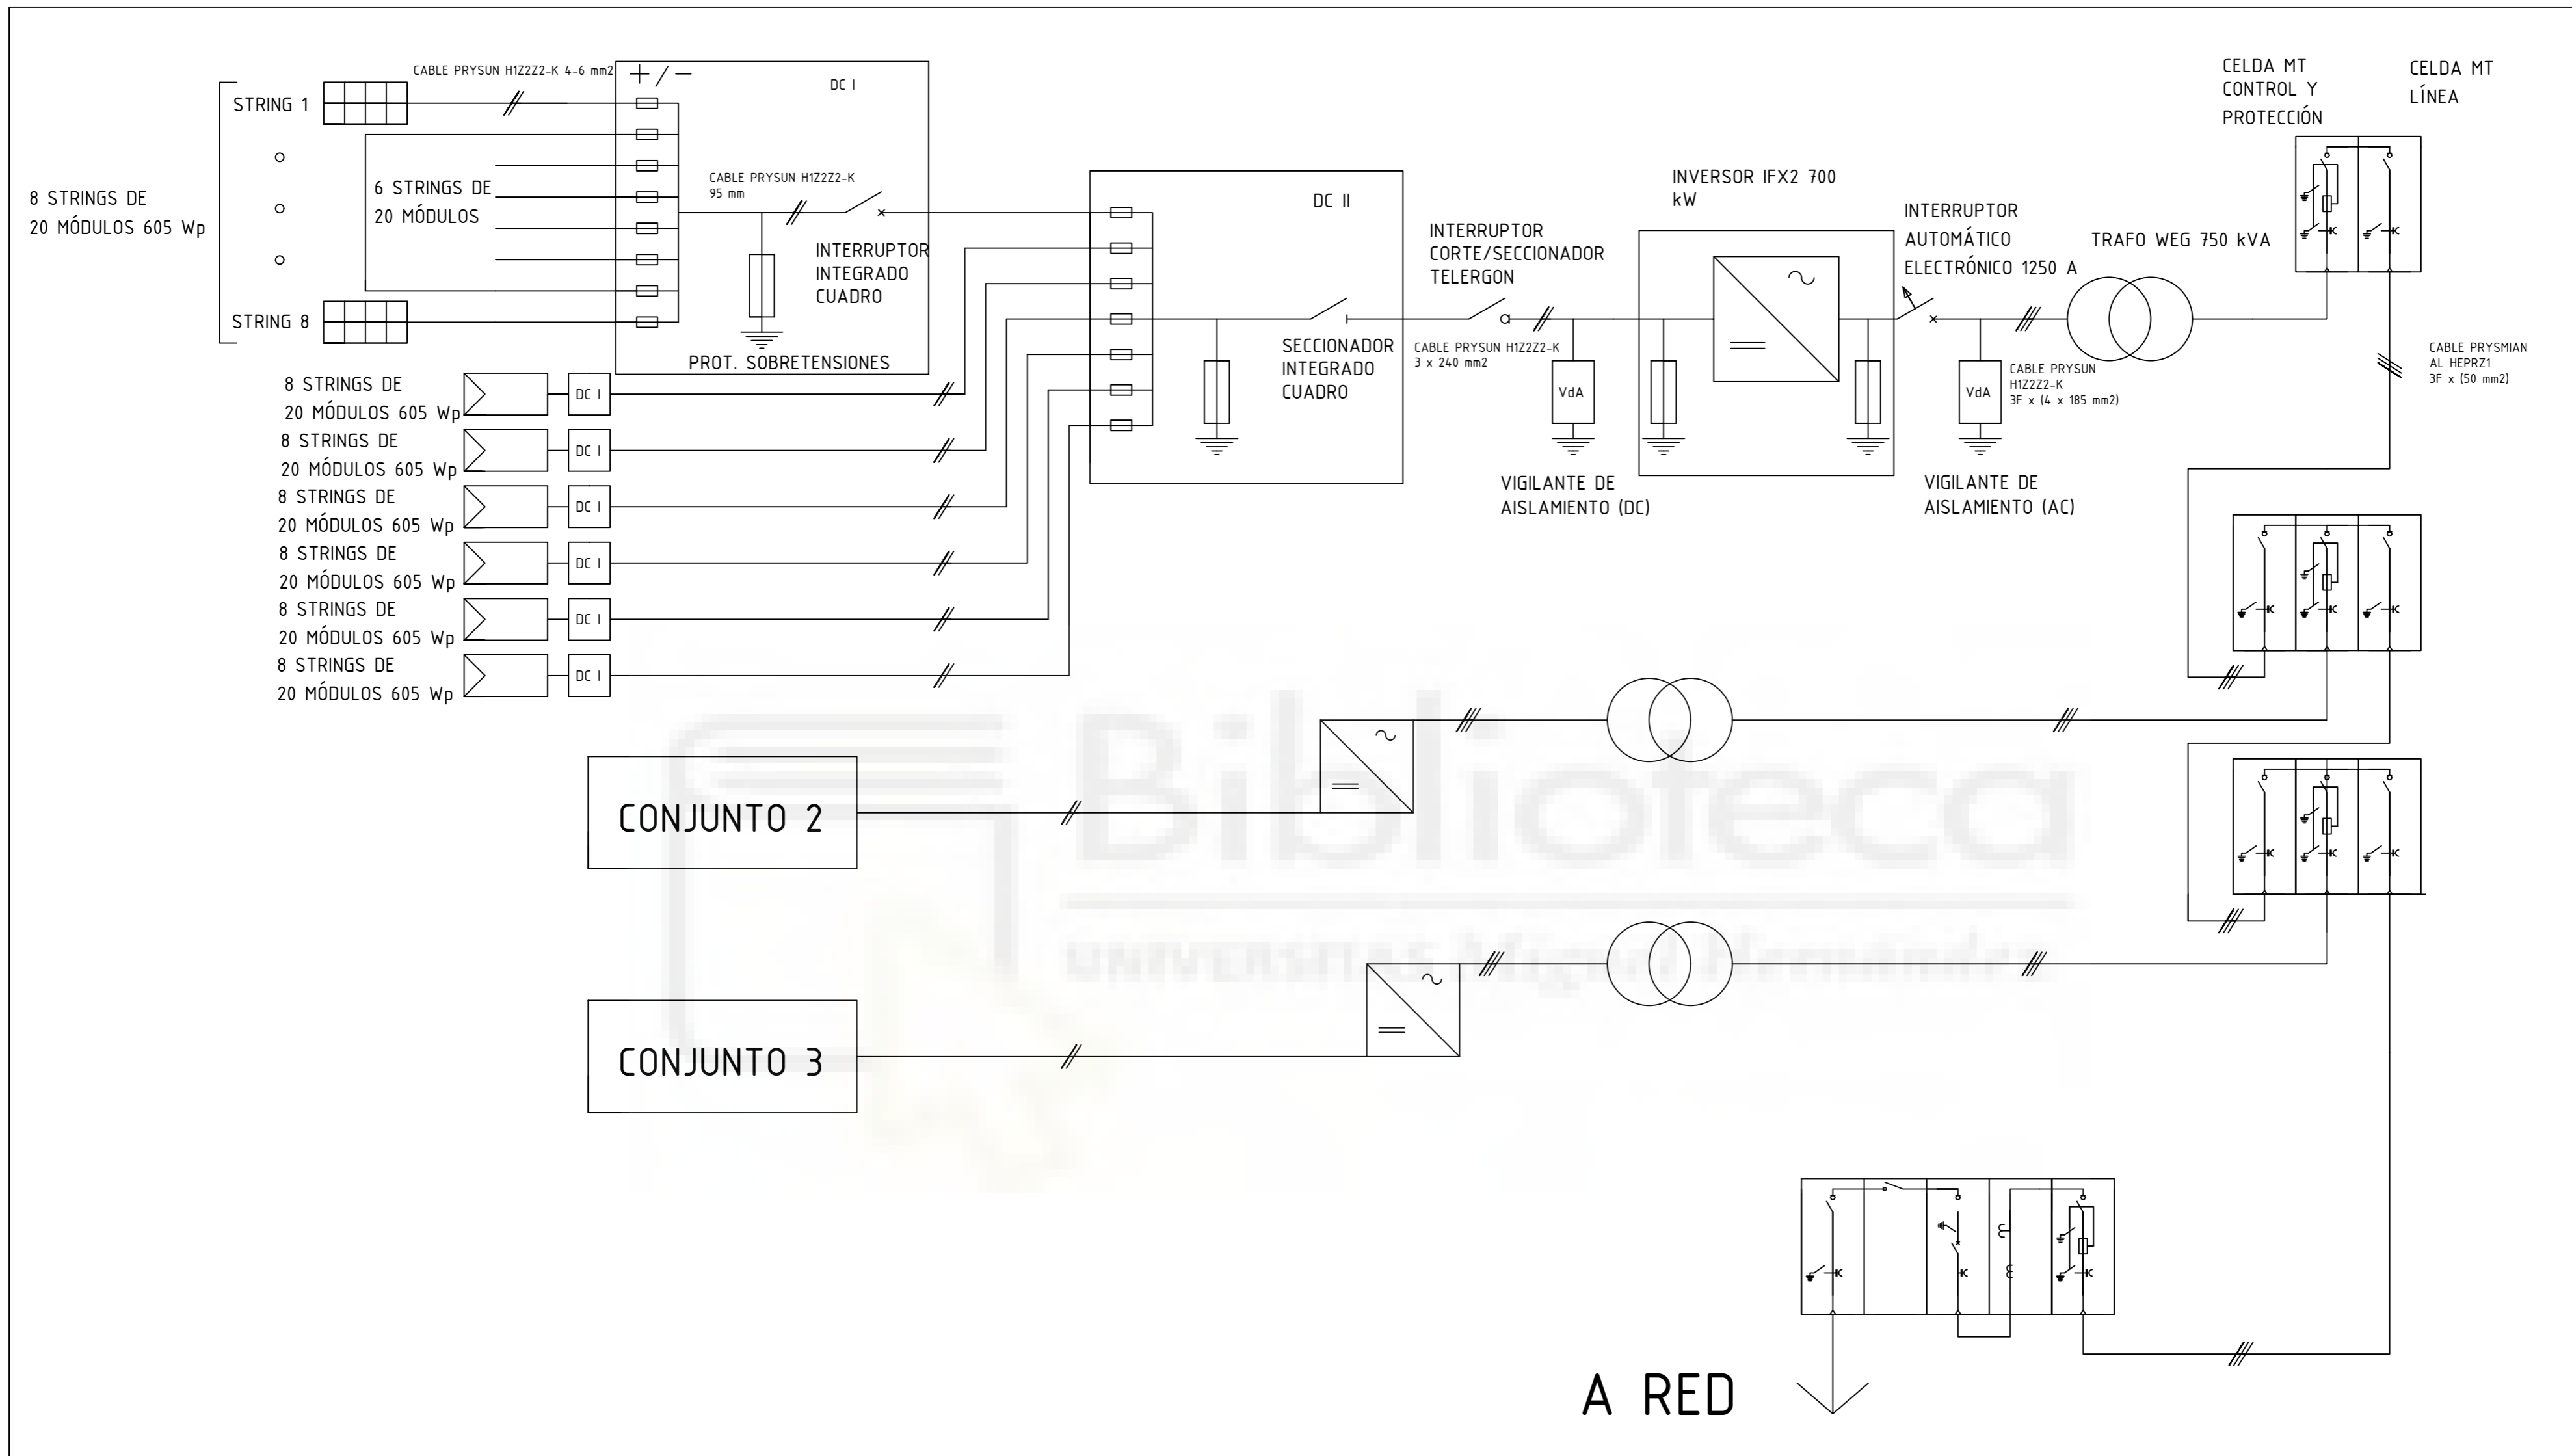 CABLE PRYSUN H1Z2Z2-K 4-6 mm2
+/-
DC I
STRING 1
8 STRINGS DE
20 MÓDULOS 605 Wp
6 STRINGS DE
20 MÓDULOS
STRING 8
CABLE PRYSUN H1Z2Z2-K
95 mm
INTERRUPTOR
INTEGRADO
CUADRO
PROT. SOBRETENSIONES
8 STRINGS DE
20 MÓDULOS 605 Wp
DC I
8 STRINGS DE
20 MÓDULOS 605 Wp
DC I
8 STRINGS DE
20 MÓDULOS 605 Wp
DC I
8 STRINGS DE
20 MÓDULOS 605 Wp
DC I
8 STRINGS DE
20 MÓDULOS 605 Wp
DC I
8 STRINGS DE
20 MÓDULOS 605 Wp
DC I
DC II
SECCIONADOR
INTEGRADO
CUADRO
INTERRUPTOR
CORTE/SECCIONADOR
TELERGON
CABLE PRYSUN H1Z2Z2-K
3 x 240 mm2
VdA
VIGILANTE DE
AISLAMIENTO (DC)
INVERSOR IFX2 700
kW
INTERRUPTOR
AUTOMÁTICO
ELECTRÓNICO 1250 A
VdA
CABLE PRYSUN
H1Z2Z2-K
3F x (4 x 185 mm2)
VIGILANTE DE
AISLAMIENTO (AC)
TRAFO WEG 750 kVA
CELDA MT
CONTROL Y
PROTECCIÓN
CELDA MT
LÍNEA
CABLE PRYSMIAN
AL HEPRZ1
3F x (50 mm2)
CONJUNTO 2
CONJUNTO 3
Biblioteca
UNIVERSITAS Miguel Hernández
A RED